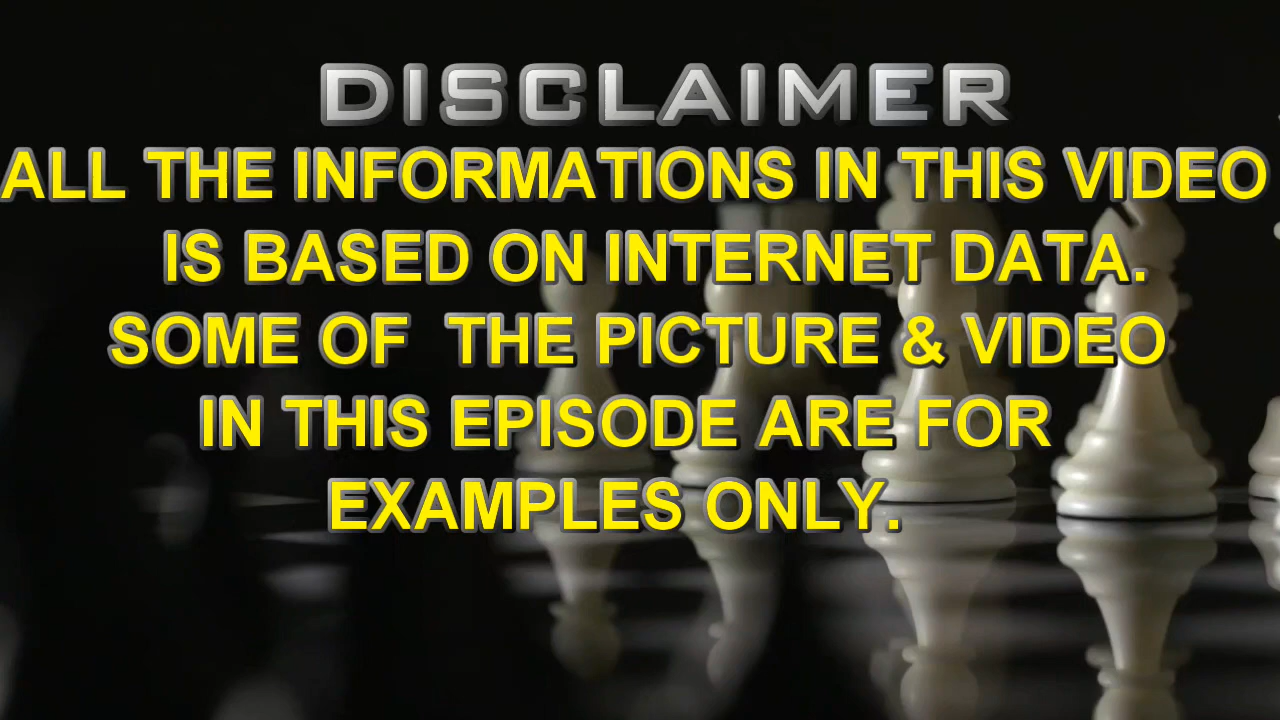 DISCLAIMER
ALL THE INFORMATIONS IN THIS VIDEO
IS BASED ON INTERNET DATA.
SOME OF THE PICTURE & VIDEO
IN THIS EPISODE ARE FOR
EXAMPLES ONLY.